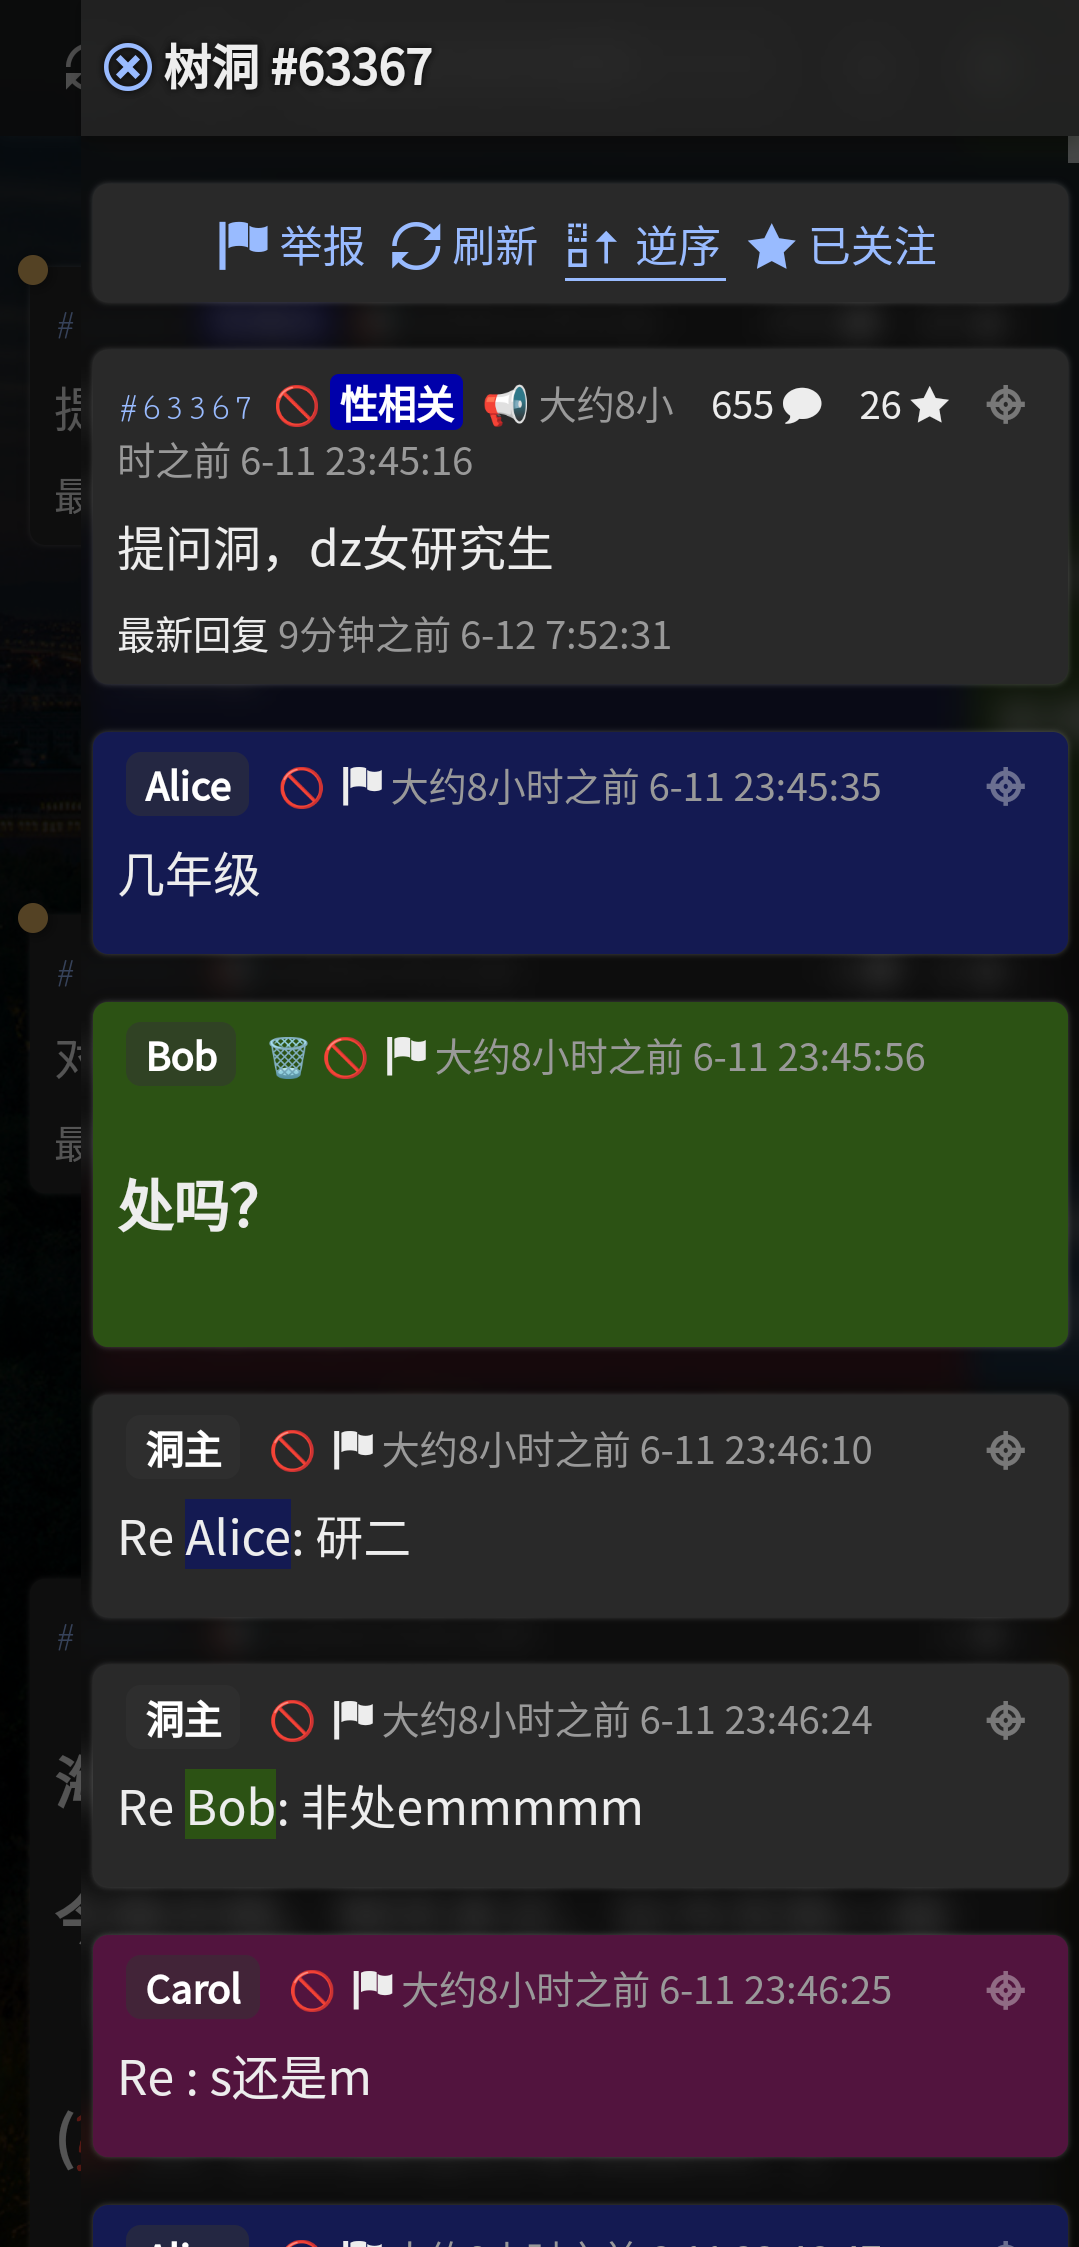 树洞 #63367
举报 刷新 逆序 已关注
#63367 性相关 大约8小 655 26
时之前 6-11 23:45:16
提问洞，dz女研究生
最新回复 9分钟之前 6-12 7:52:31
Alice 大约8小时之前 6-11 23:45:35
几年级
Bob 大约8小时之前 6-11 23:45:56
处吗？
洞主 大约8小时之前 6-11 23:46:10
Re Alice: 研二
洞主 大约8小时之前 6-11 23:46:24
Re Bob: 非处emmmmm
Carol 大约8小时之前 6-11 23:46:25
Re : s还是m
#
提
最
#
对
最
#